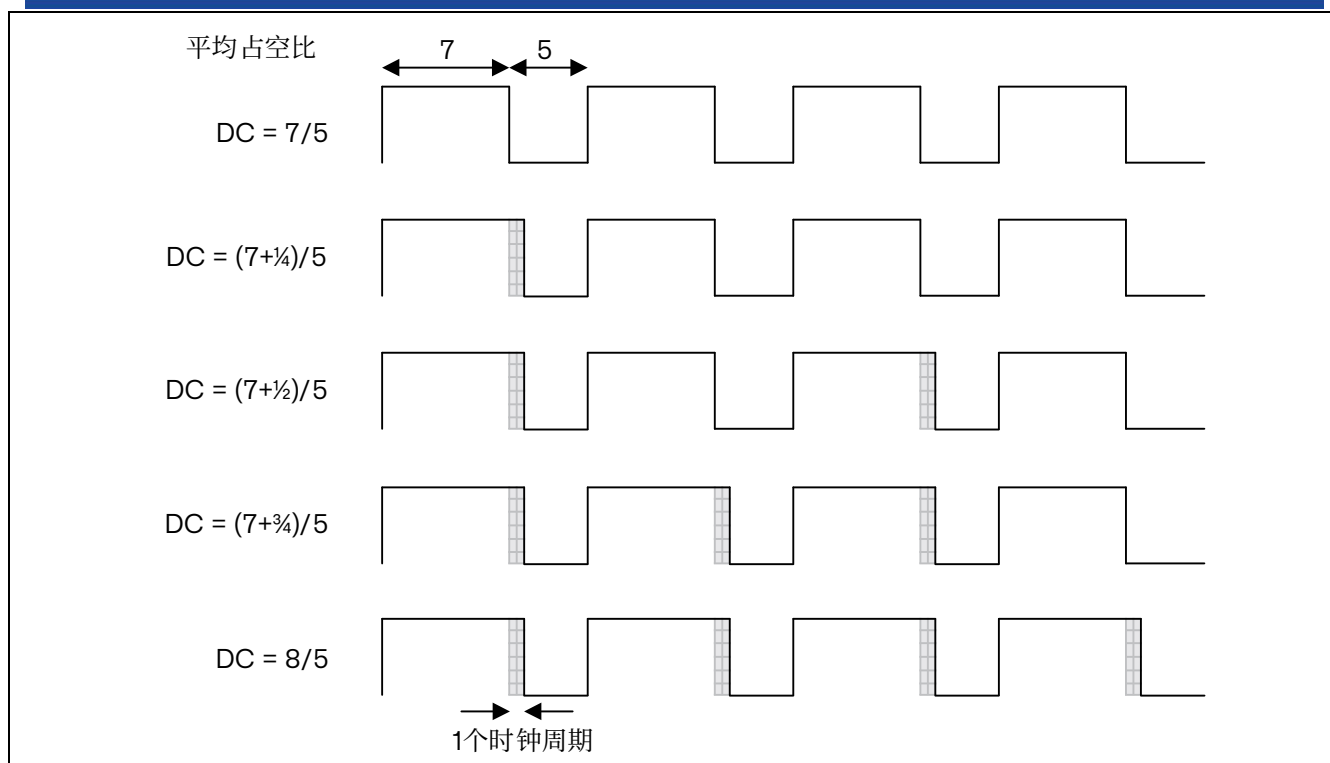 平均占空比
7
5
DC = 7/5
DC = (7+¼)/5
DC = (7+½)/5
DC = (7+¾)/5
DC = 8/5
1个时钟周期